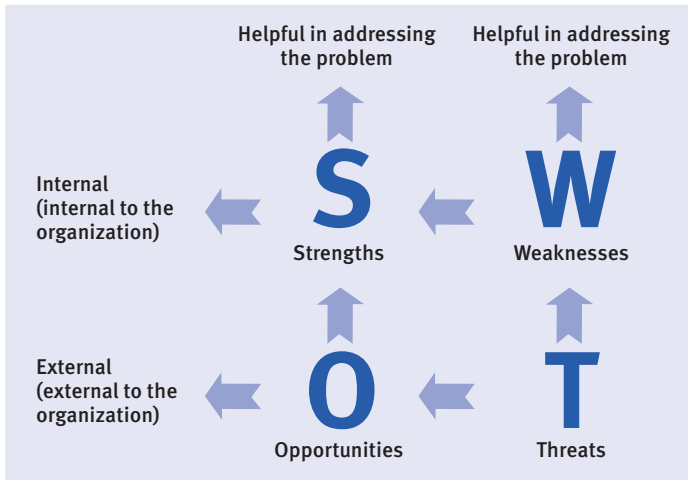 Helpful in addressing
the problem
Helpful in addressing
the problem
Internal
(internal to the
organization)
S
Strengths
W
Weaknesses
External
(external to the
organization)
O
Opportunities
T
Threats